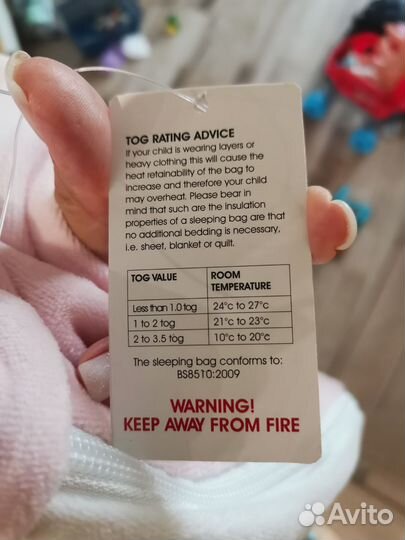 TOG RATING ADVICE
If your child is wearing layers or
heavy clothing this will cause the
heat retainability of the bag to
increase and therefore your child
may overheat. Please bear in
mind that such are the insulation
properties of a sleeping bag are that
no additional bedding is necessary,
i.e. sheet, blanket or quilt.
TOG VALUE ROOM
TEMPERATURE
Less than 1.0 tog 24°c to 27°c
1 to 2 tog 21°c to 23°c
2 to 3.5 tog 10°c to 20°c
The sleeping bag conforms to:
BS8510:2009
WARNING!
KEEP AWAY FROM FIRE
Avito